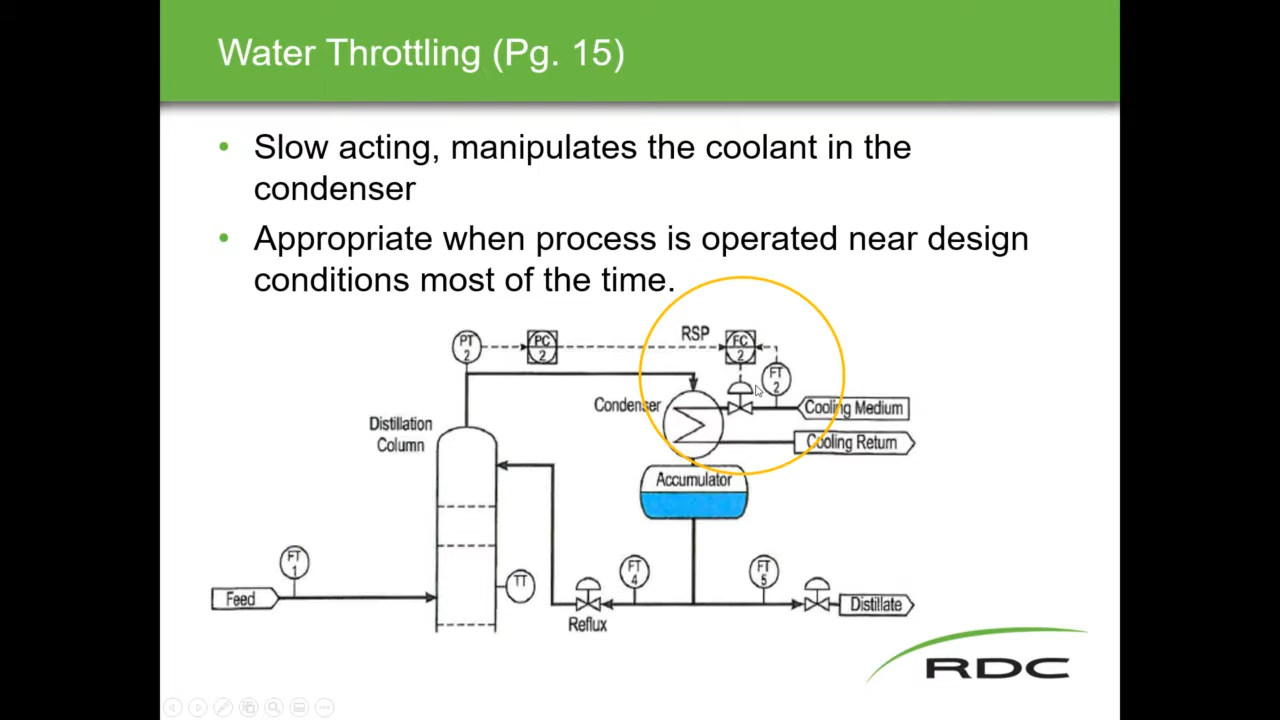 Water Throttling (Pg. 15)
• Slow acting, manipulates the coolant in the
condenser
• Appropriate when process is operated near design
conditions most of the time.
RSP
PT
2
PC
2
FC
2
FT
2
Condenser
Cooling Medium
Distillation
Column
Cooling Return
Accumulator
FT
1
TT
FT
4
FT
5
Feed
Distillate
Reflux
RDC